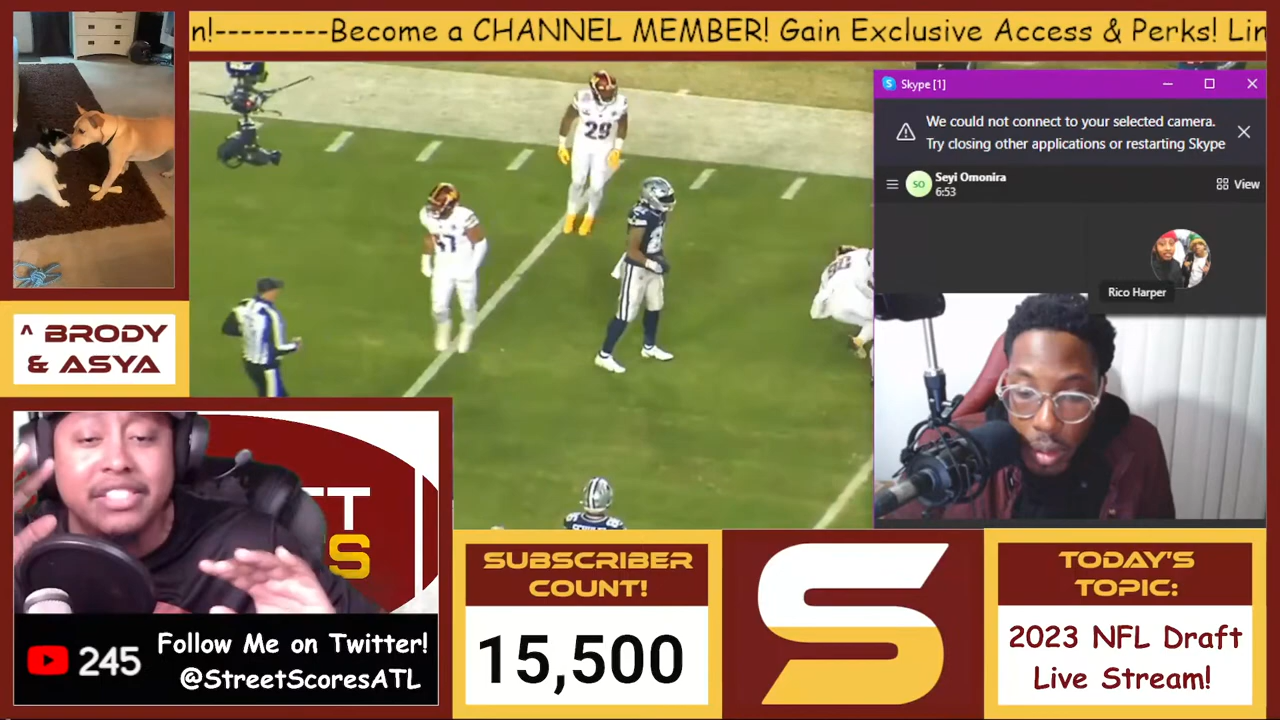 n!---------Become a CHANNEL MEMBER! Gain Exclusive Access & Perks! Lin
Skype [1]
We could not connect to your selected camera.
Try closing other applications or restarting Skype
SO
Seyi Omonira
6:53
View
Rico Harper
29
^ BRODY
& ASYA
SUBSCRIBER
COUNT!
15,500
TODAY'S
TOPIC:
2023 NFL Draft
Live Stream!
245
Follow Me on Twitter!
@StreetScoresATL